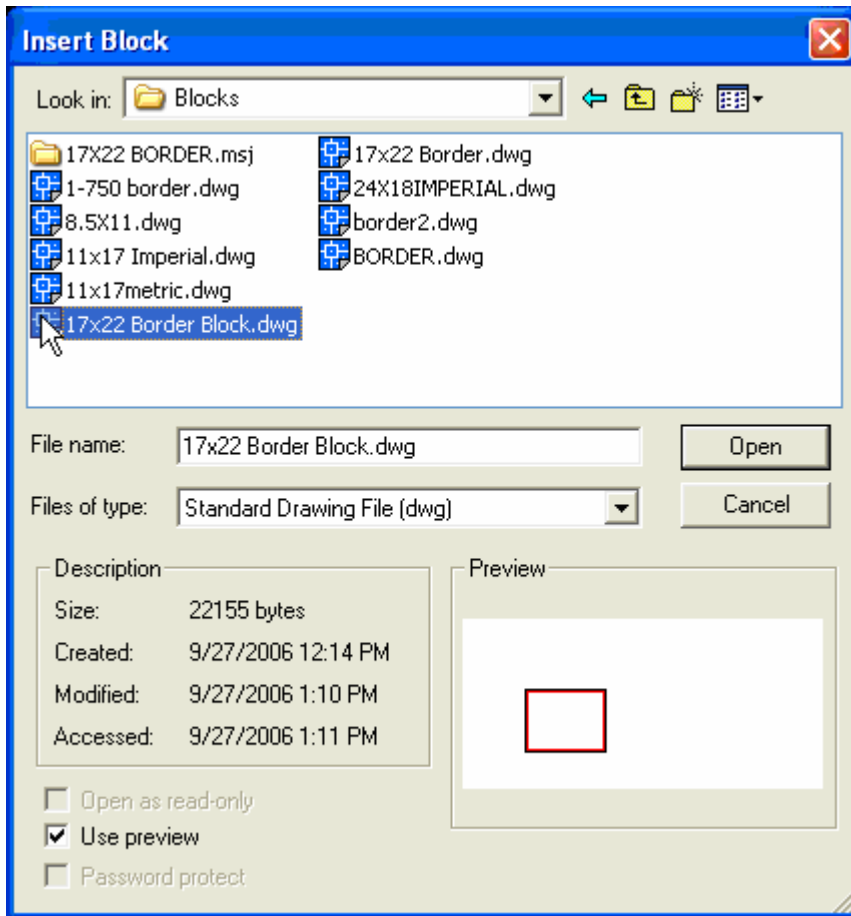 Insert Block
Look in: Blocks
17X22 BORDER.msj
1-750 border.dwg
8.5X11.dwg
11x17 Imperial.dwg
11x17metric.dwg
17x22 Border Block.dwg
17x22 Border.dwg
24X18IMPERIAL.dwg
border2.dwg
BORDER.dwg
File name: 17x22 Border Block.dwg Open
Files of type: Standard Drawing File (dwg) Cancel
Description
Size: 22155 bytes
Created: 9/27/2006 12:14 PM
Modified: 9/27/2006 1:10 PM
Accessed: 9/27/2006 1:11 PM
Preview
Open as read-only
Use preview
Password protect